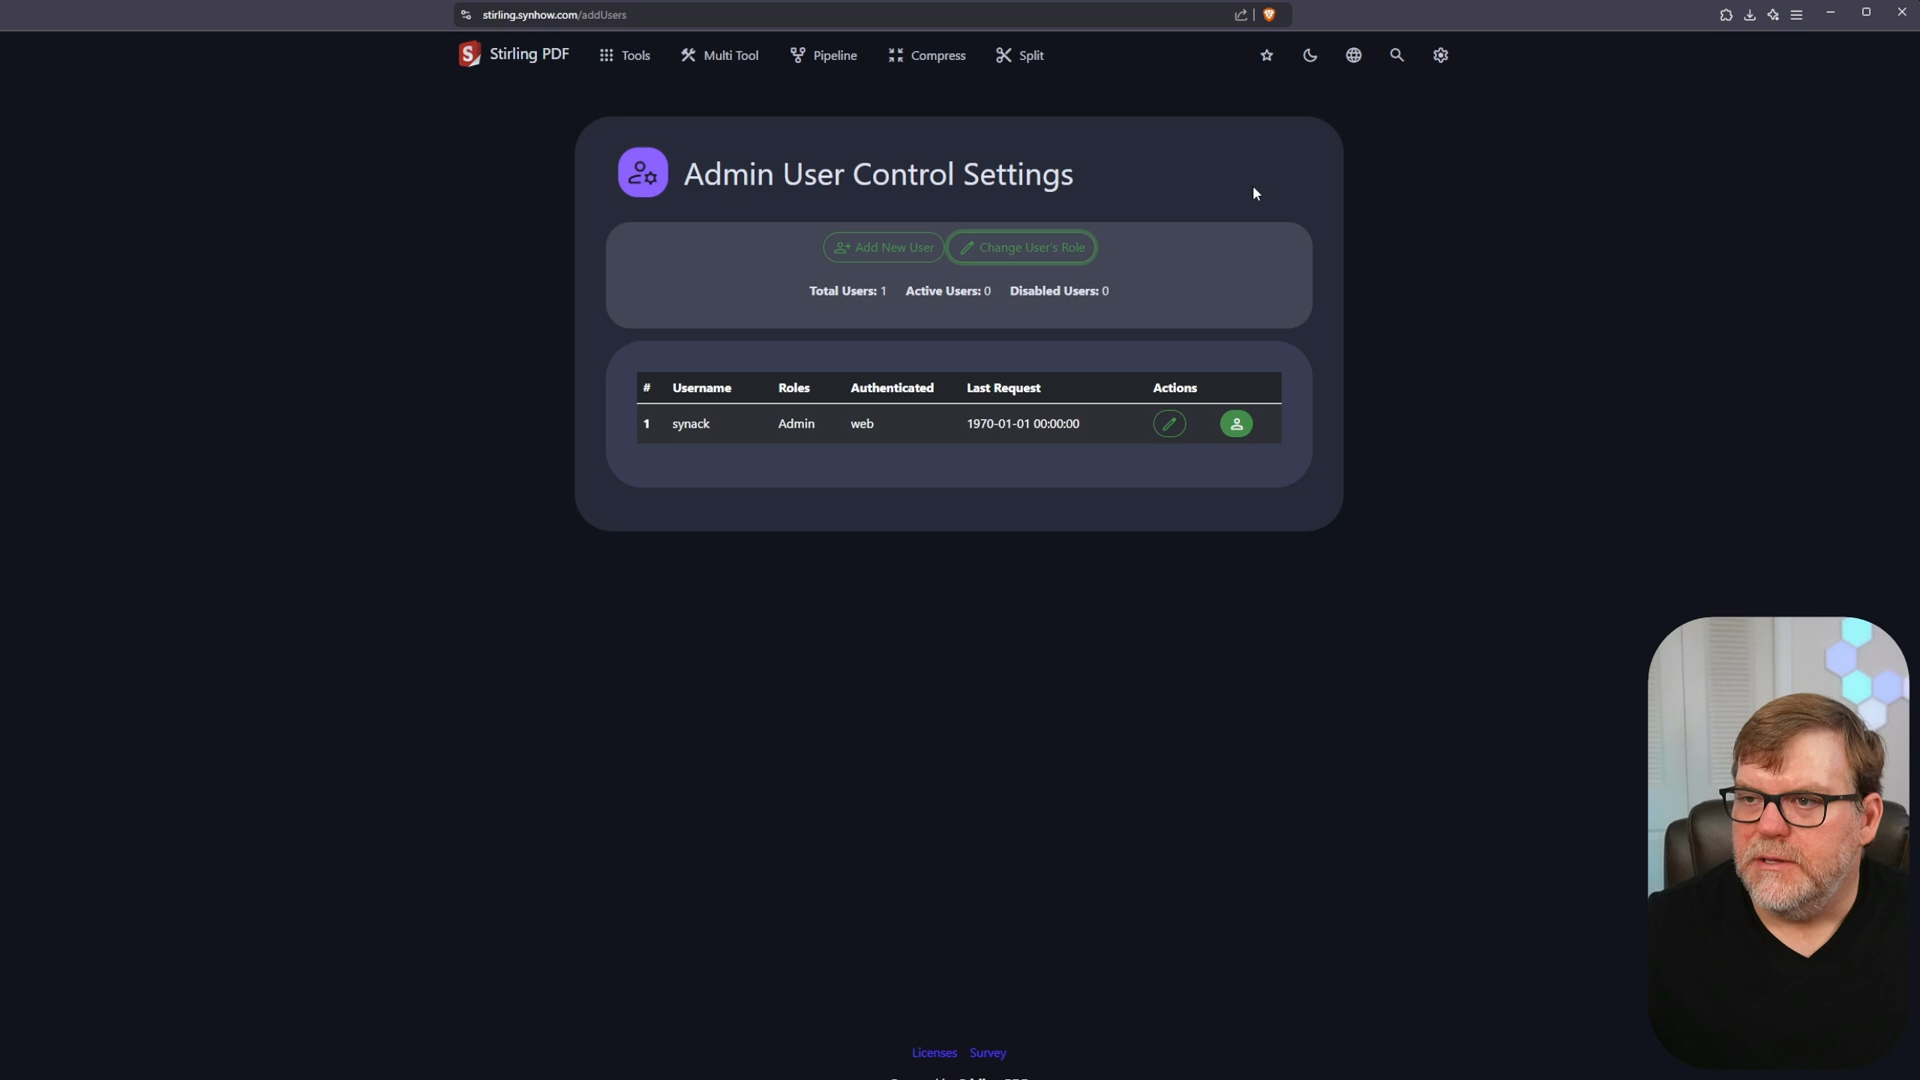 stirling.synhow.com/addUsers
Stirling PDF Tools Multi Tool Pipeline Compress Split
Admin User Control Settings
Add New User Change User's Role
Total Users: 1 Active Users: 0 Disabled Users: 0
# Username Roles Authenticated Last Request Actions
1 synack Admin web 1970-01-01 00:00:00
Licenses Survey